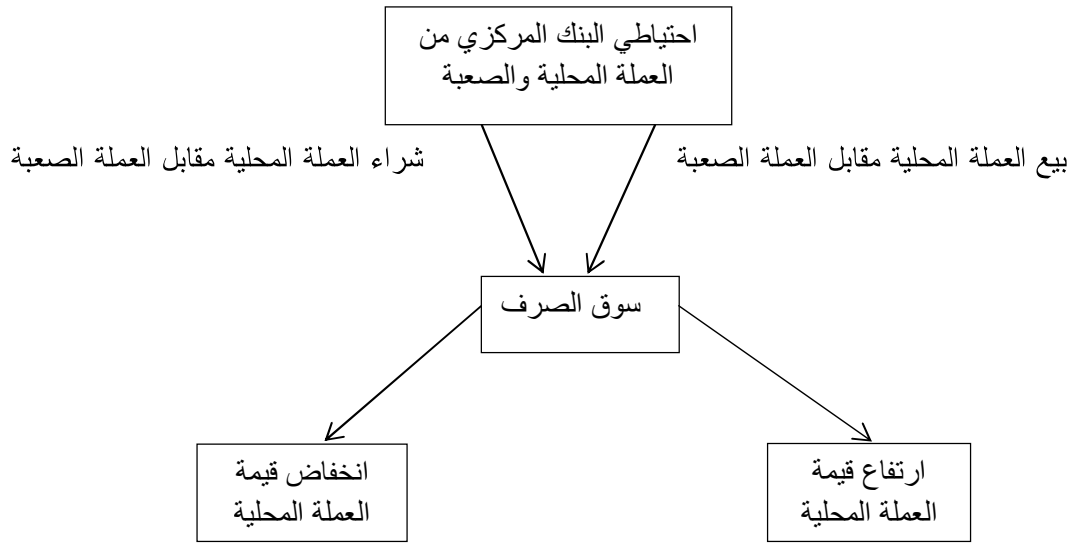 احتياطي البنك المركزي من
العملة المحلية والصعبة
بيع العملة المحلية مقابل العملة الصعبة
شراء العملة المحلية مقابل العملة الصعبة
سوق الصرف
ارتفاع قيمة
العملة المحلية
انخفاض قيمة
العملة المحلية